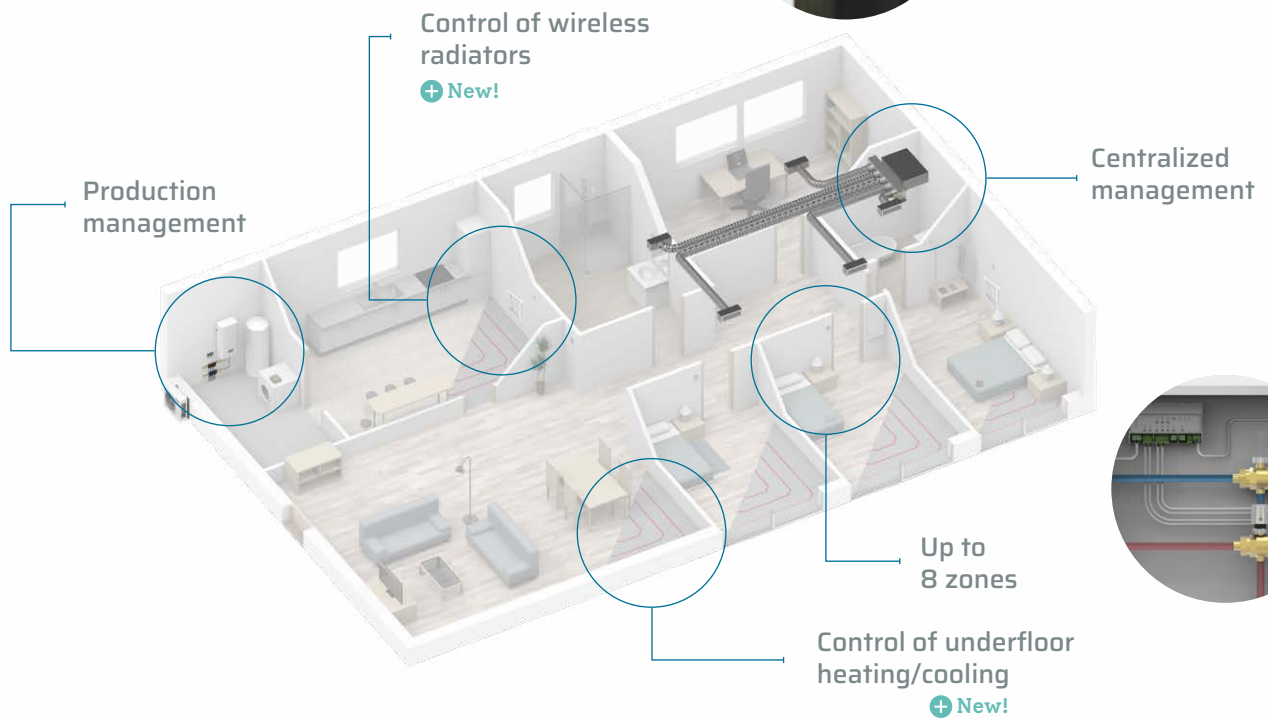 Control of wireless
radiators
New!
Production
management
Centralized
management
Up to
8 zones
Control of underfloor
heating/cooling
New!